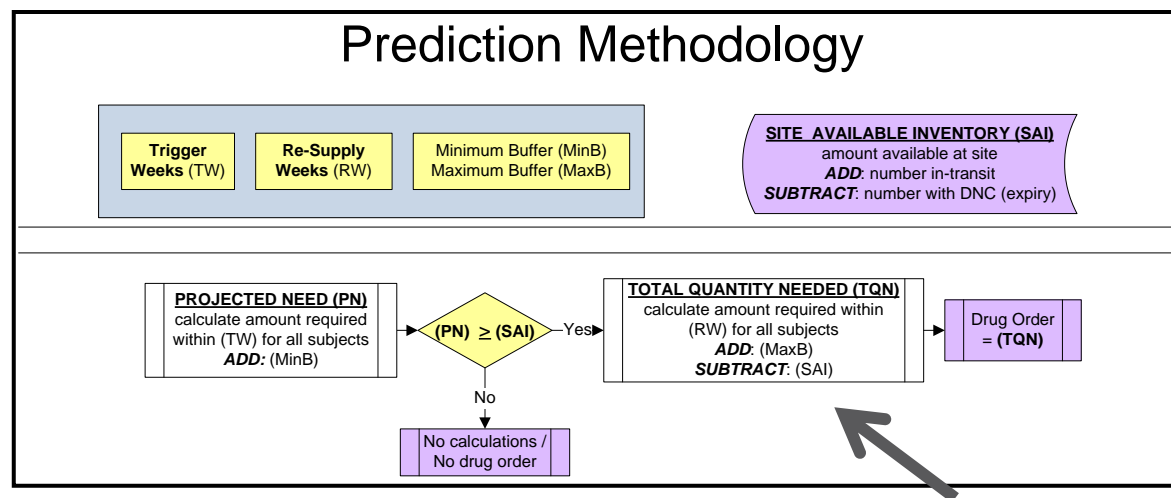 Prediction Methodology
Trigger
Weeks (TW)
Re-Supply
Weeks (RW)
Minimum Buffer (MinB)
Maximum Buffer (MaxB)
SITE AVAILABLE INVENTORY (SAI)
amount available at site
ADD: number in-transit
SUBTRACT: number with DNC (expiry)
PROJECTED NEED (PN)
calculate amount required
within (TW) for all subjects
ADD: (MinB)
(PN) ≥ (SAI)
Yes
TOTAL QUANTITY NEEDED (TQN)
calculate amount required within
(RW) for all subjects
ADD: (MaxB)
SUBTRACT: (SAI)
Drug Order
= (TQN)
No
No calculations /
No drug order